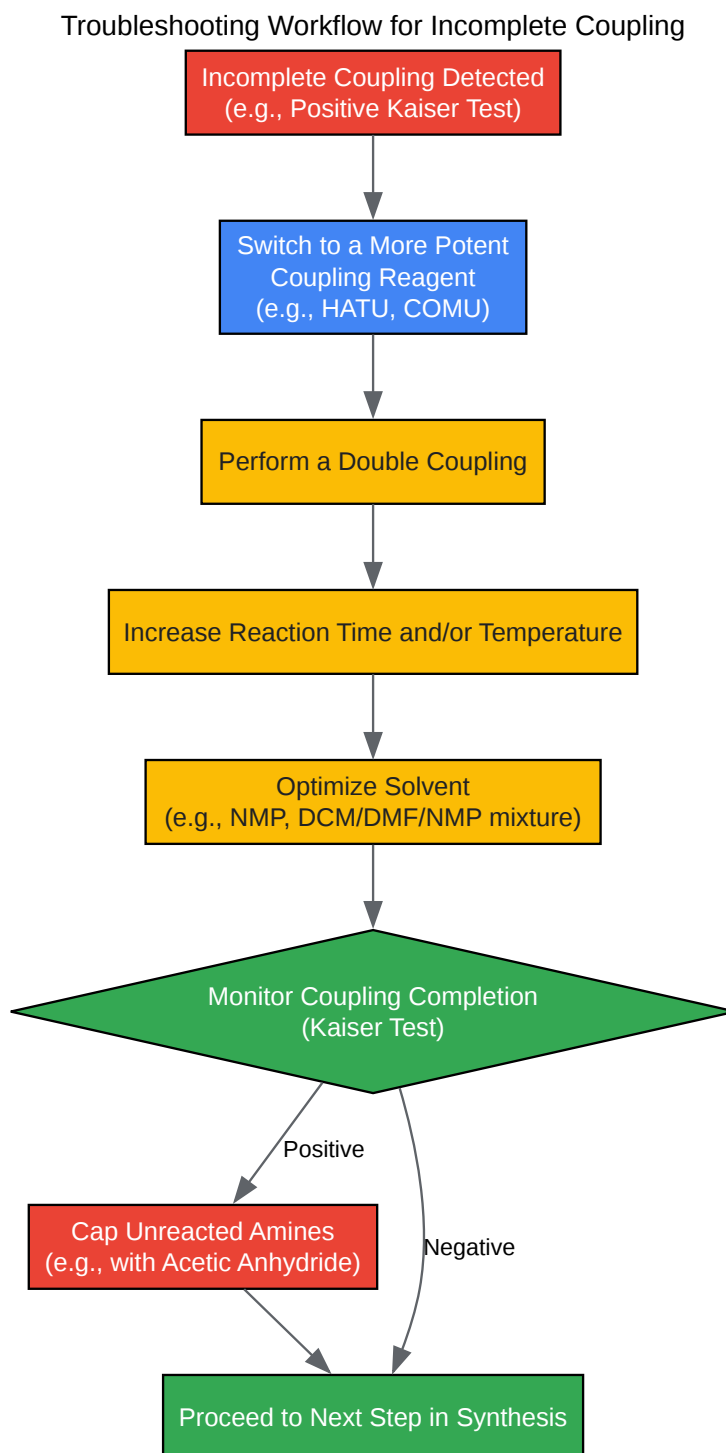 Troubleshooting Workflow for Incomplete Coupling
Incomplete Coupling Detected
(e.g., Positive Kaiser Test)
Switch to a More Potent
Coupling Reagent
(e.g., HATU, COMU)
Perform a Double Coupling
Increase Reaction Time and/or Temperature
Optimize Solvent
(e.g., NMP, DCM/DMF/NMP mixture)
Monitor Coupling Completion
(Kaiser Test)
Positive
Cap Unreacted Amines
(e.g., with Acetic Anhydride)
Negative
Proceed to Next Step in Synthesis